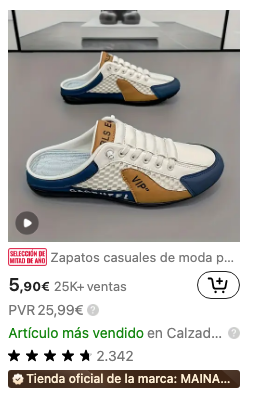 VIP"
SELECCIÓN DE
MITAD DE AÑO
Zapatos casuales de moda p...
5,90€ 25K+ ventas
PVR 25,99€
Artículo más vendido en Calzad...
2.342
Tienda oficial de la marca: MAINA...